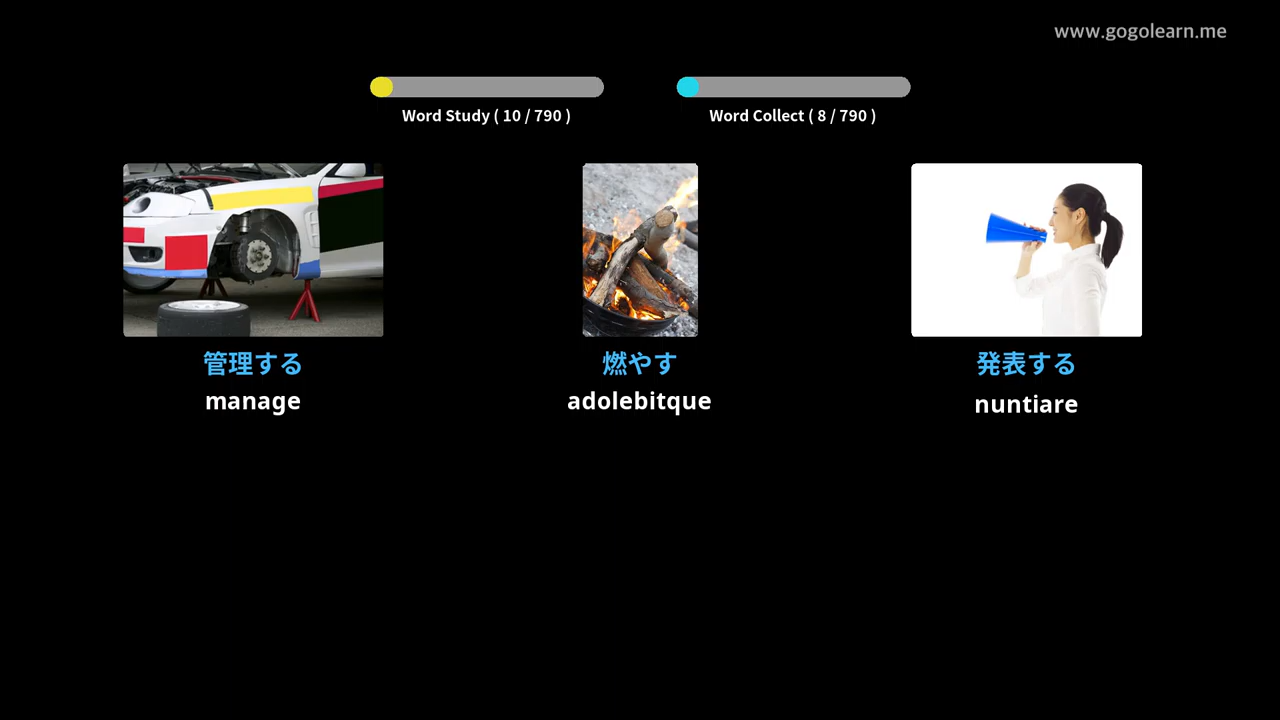 www.gogolearn.me
Word Study ( 10 / 790 )
Word Collect ( 8 / 790 )
管理する
manage
燃やす
adolebitque
発表する
nuntiare